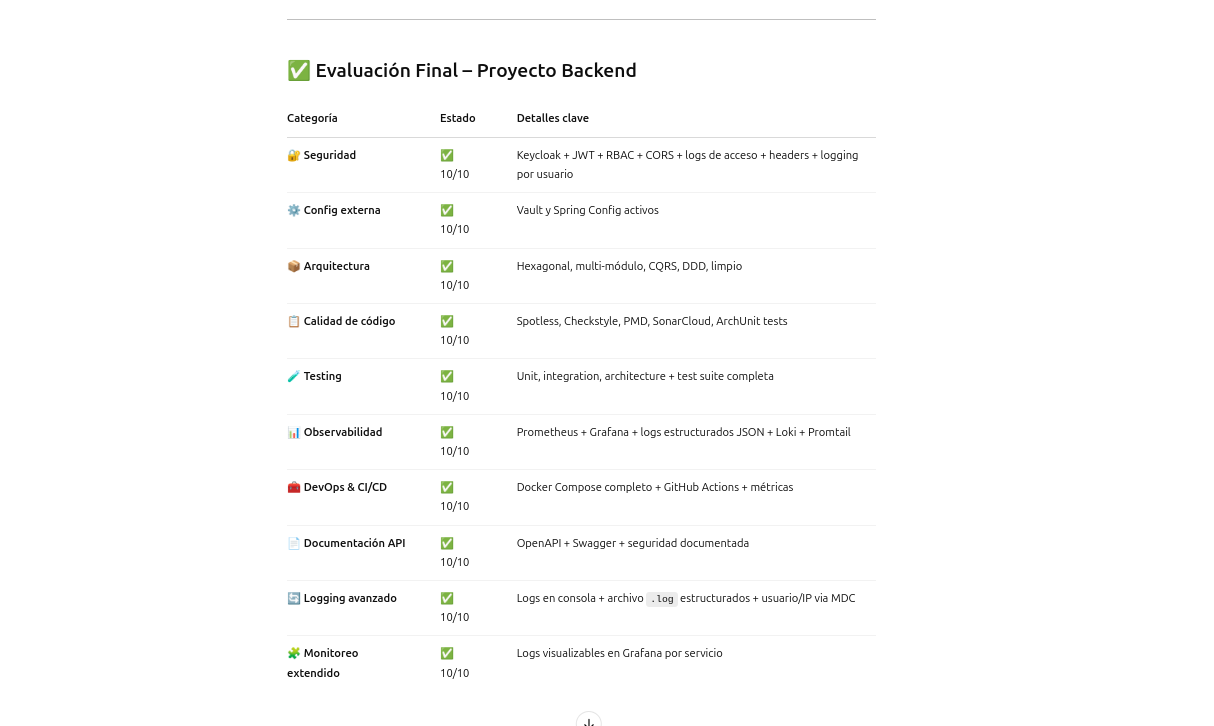 ✅ Evaluación Final – Proyecto Backend
Categoría Estado Detalles clave
🔐 Seguridad ✅ Keycloak + JWT + RBAC + CORS + logs de acceso + headers + logging
10/10 por usuario
⚙️ Config externa ✅ Vault y Spring Config activos
10/10
📦 Arquitectura ✅ Hexagonal, multi-módulo, CQRS, DDD, limpio
10/10
📋 Calidad de código ✅ Spotless, Checkstyle, PMD, SonarCloud, ArchUnit tests
10/10
🧪 Testing ✅ Unit, integration, architecture + test suite completa
10/10
📊 Observabilidad ✅ Prometheus + Grafana + logs estructurados JSON + Loki + Promtail
10/10
🧰 DevOps & CI/CD ✅ Docker Compose completo + GitHub Actions + métricas
10/10
📄 Documentación API ✅ OpenAPI + Swagger + seguridad documentada
10/10
🔄 Logging avanzado ✅ Logs en consola + archivo .log estructurados + usuario/IP via MDC
10/10
🧩 Monitoreo ✅ Logs visualizables en Grafana por servicio
extendido 10/10